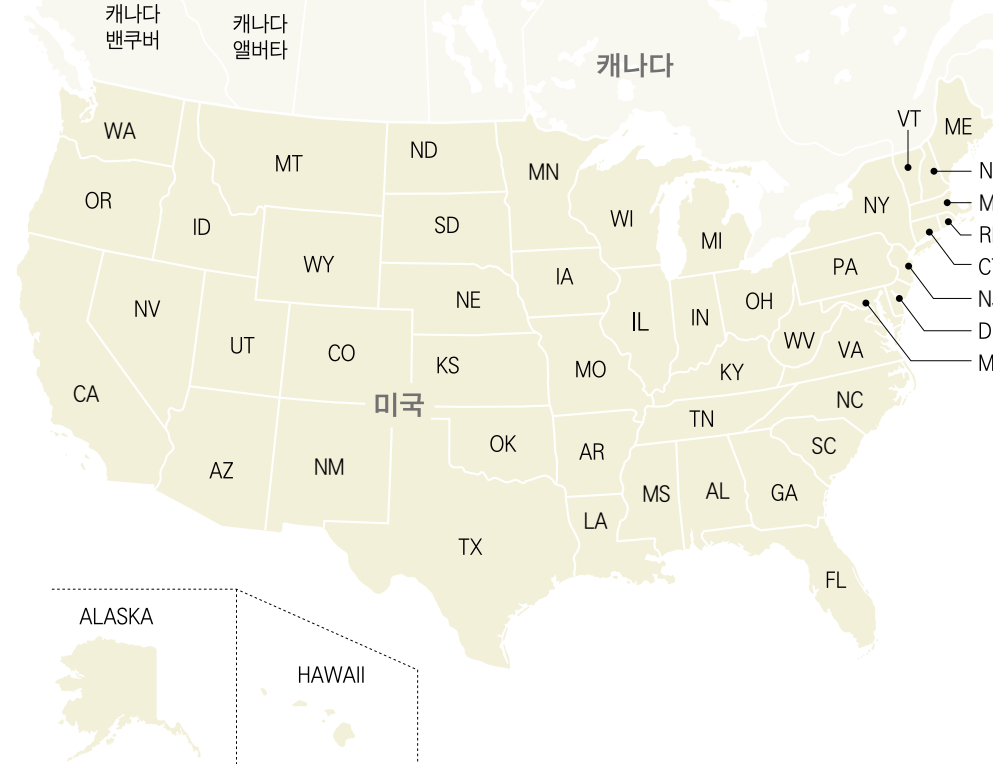 캐나다
밴쿠버
캐나다
앨버타
캐나다
VT
ME
WA
MT
ND
MN
N
OR
ID
SD
WI
MI
NY
M
WY
IA
PA
NV
NE
OH
IL
IN
WV
VA
D
UT
CO
KS
MO
KY
M
CA
미국
NC
TN
AZ
NM
OK
AR
SC
MS
AL
GA
LA
TX
FL
ALASKA
HAWAII
R
CT
NJ